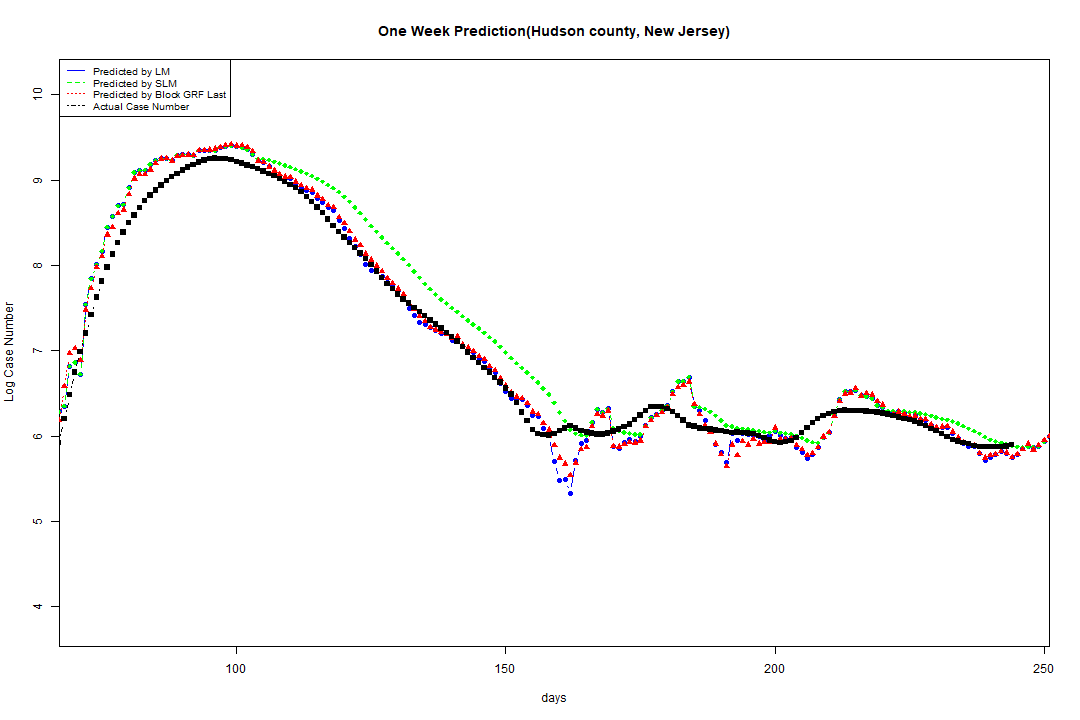 One Week Prediction(Hudson county, New Jersey)
Predicted by LM
Predicted by SLM
Predicted by Block GRF Last
Actual Case Number
10
9
8
7
6
5
4
Log Case Number
100
150
200
250
days